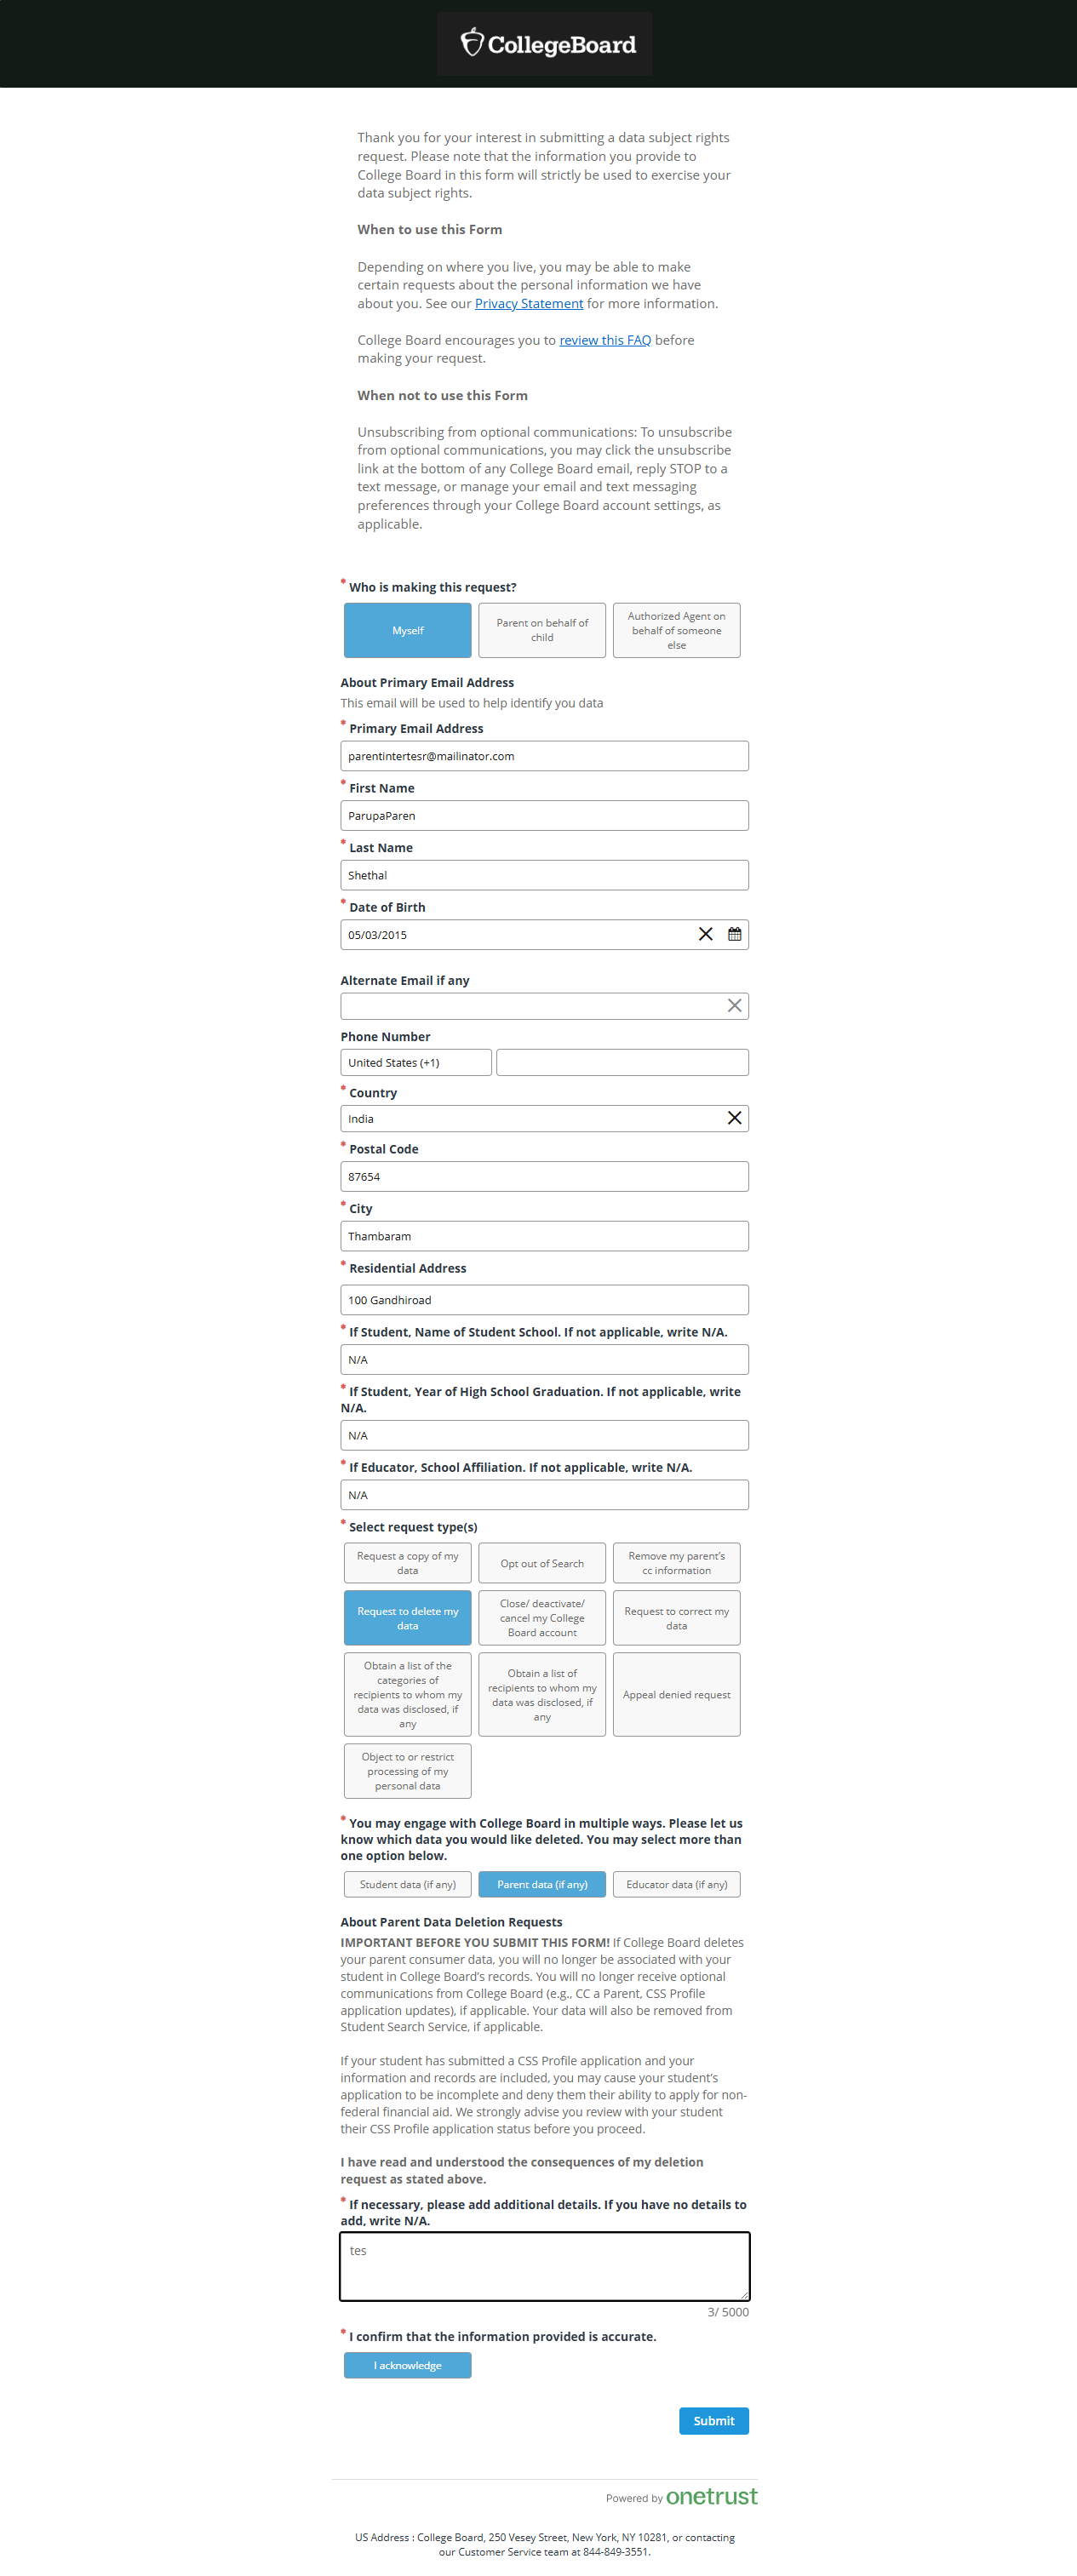 CollegeBoard
Thank you for your interest in submitting a data subject rights
request. Please note that the information you provide to
College Board in this form will strictly be used to exercise your
data subject rights.
When to use this Form
Depending on where you live, you may be able to make
certain requests about the personal information we have
about you. See our Privacy Statement for more information.
College Board encourages you to review this FAQ before
making your request.
When not to use this Form
Unsubscribing from optional communications: To unsubscribe
from optional communications, you may click the unsubscribe
link at the bottom of any College Board email, reply STOP to a
text message, or manage your email and text messaging
preferences through your College Board account settings, as
applicable.
* Who is making this request?
Myself
Parent on behalf of
child
Authorized Agent on
behalf of someone
else
About Primary Email Address
This email will be used to help identify you data
* Primary Email Address
parentintertesr@mailinator.com
* First Name
ParupaParen
* Last Name
Shethal
* Date of Birth
05/03/2015
Alternate Email if any
Phone Number
United States (+1)
* Country
India
* Postal Code
87654
* City
Thambaram
* Residential Address
100 Gandhiroad
* If Student, Name of Student School. If not applicable, write N/A.
N/A
* If Student, Year of High School Graduation. If not applicable, write
N/A.
N/A
* If Educator, School Affiliation. If not applicable, write N/A.
N/A
* Select request type(s)
Request a copy of my
data
Opt out of Search
Remove my parent's
cc information
Request to delete my
data
Close/ deactivate/
cancel my College
Board account
Request to correct my
data
Obtain a list of the
categories of
recipients to whom my
data was disclosed, if
any
Obtain a list of
recipients to whom my
data was disclosed, if
any
Appeal denied request
Object to or restrict
processing of my
personal data
* You may engage with College Board in multiple ways. Please let us
know which data you would like deleted. You may select more than
one option below.
Student data (if any)
Parent data (if any)
Educator data (if any)
About Parent Data Deletion Requests
IMPORTANT BEFORE YOU SUBMIT THIS FORM! If College Board deletes
your parent consumer data, you will no longer be associated with your
student in College Board's records. You will no longer receive optional
communications from College Board (e.g., CC a Parent, CSS Profile
application updates), if applicable. Your data will also be removed from
Student Search Service, if applicable.
If your student has submitted a CSS Profile application and your
information and records are included, you may cause your student's
application to be incomplete and deny them their ability to apply for non-
federal financial aid. We strongly advise you review with your student
their CSS Profile application status before you proceed.
I have read and understood the consequences of my deletion
request as stated above.
* If necessary, please add additional details. If you have no details to
add, write N/A.
tes
3/ 5000
* I confirm that the information provided is accurate.
I acknowledge
Submit
Powered by onetrust
US Address : College Board, 250 Vesey Street, New York, NY 10281, or contacting
our Customer Service team at 844-849-3551.